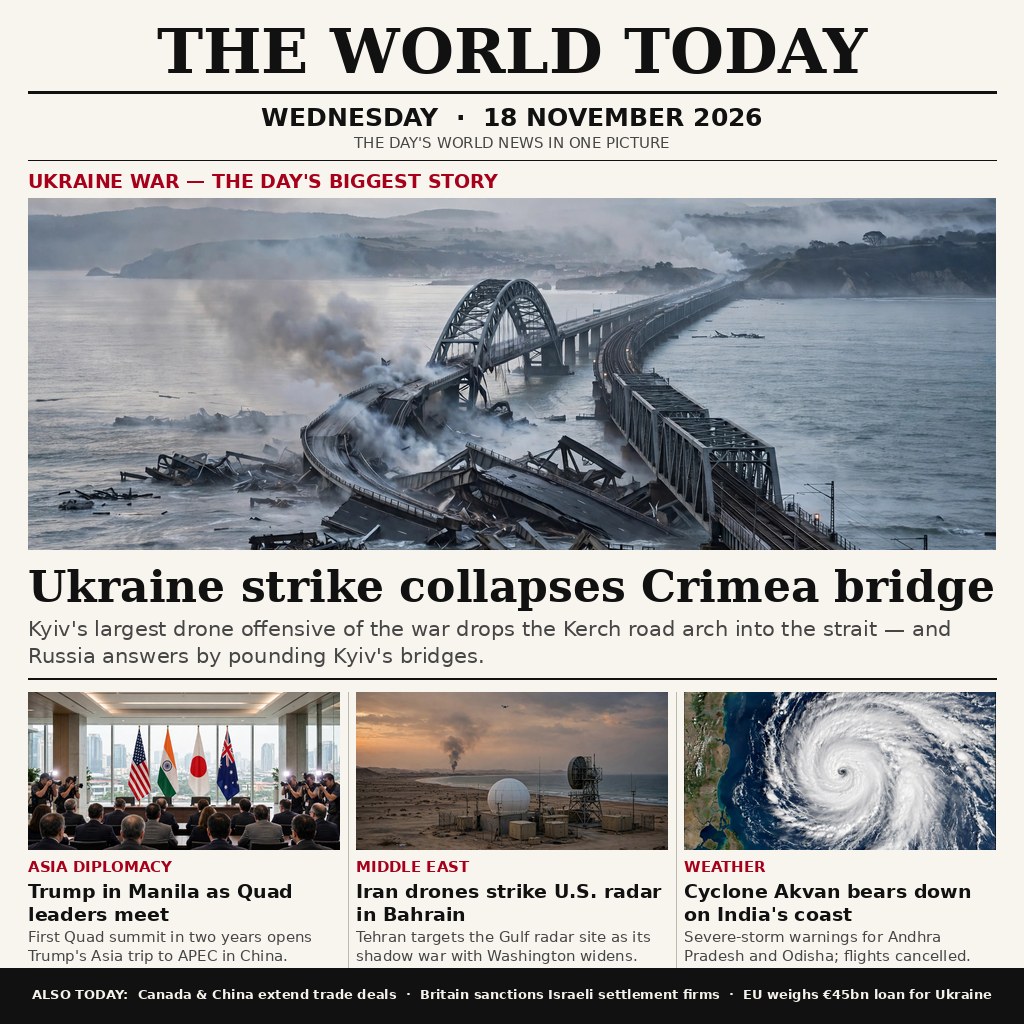 THE WORLD TODAY
WEDNESDAY · 18 NOVEMBER 2026
THE DAY'S WORLD NEWS IN ONE PICTURE
UKRAINE WAR — THE DAY'S BIGGEST STORY
Ukraine strike collapses Crimea bridge
Kyiv's largest drone offensive of the war drops the Kerch road arch into the strait — and
Russia answers by pounding Kyiv's bridges.
ASIA DIPLOMACY
Trump in Manila as Quad
leaders meet
First Quad summit in two years opens
Trump's Asia trip to APEC in China.
MIDDLE EAST
Iran drones strike U.S. radar
in Bahrain
Tehran targets the Gulf radar site as its
shadow war with Washington widens.
WEATHER
Cyclone Akvan bears down
on India's coast
Severe-storm warnings for Andhra
Pradesh and Odisha; flights cancelled.
ALSO TODAY: Canada & China extend trade deals · Britain sanctions Israeli settlement firms · EU weighs €45bn loan for Ukraine